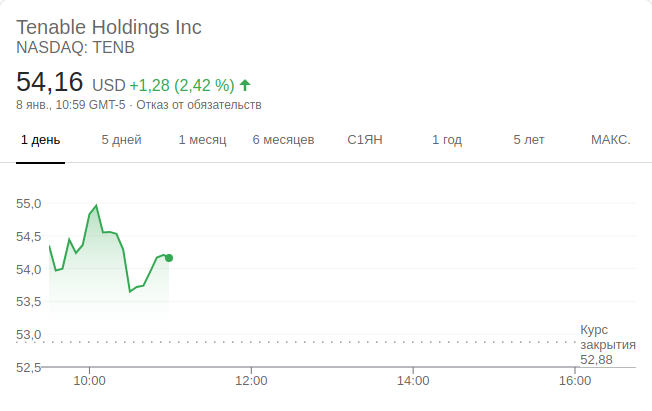 Tenable Holdings Inc
NASDAQ: TENB
54,16 USD +1,28 (2,42 %)
8 янв., 10:59 GMT-5 · Отказ от обязательств
1 день 5 дней 1 месяц 6 месяцев С1ЯН 1 год 5 лет МАКС.
55,0
54,5
54,0
53,5
53,0
52,5
Курс
закрытия
52,88
10:00 12:00 14:00 16:00